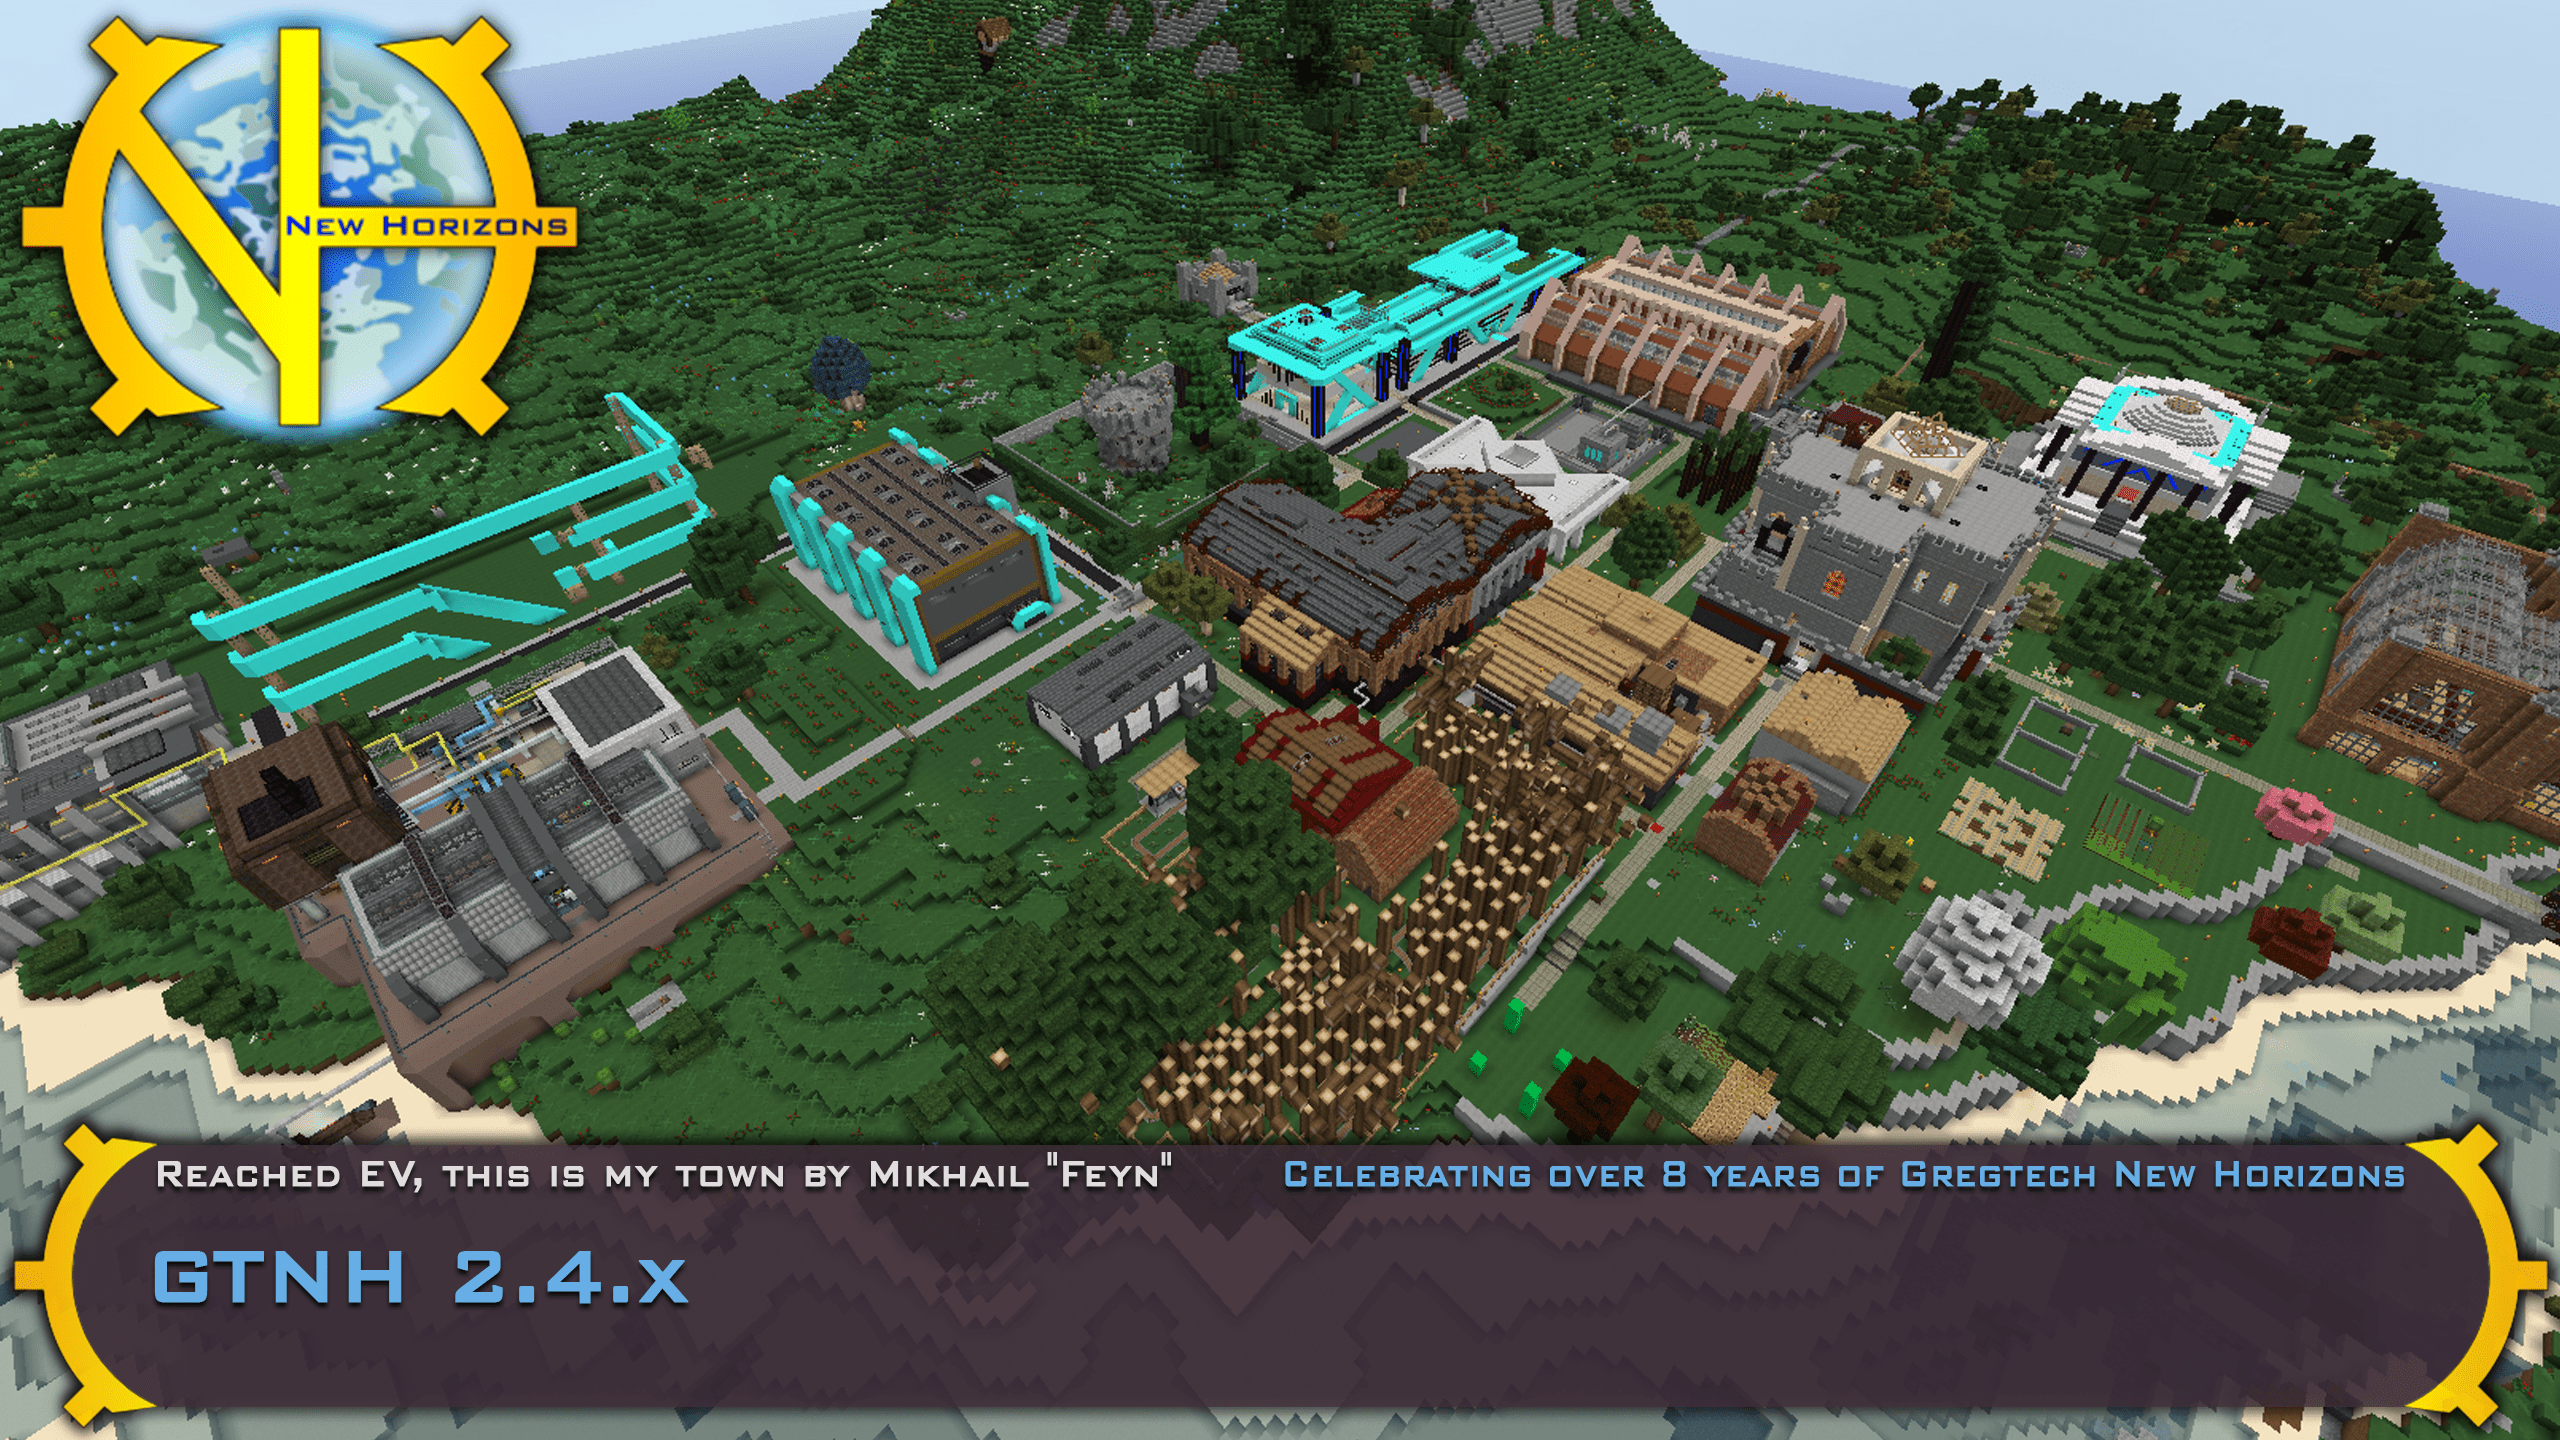 New Horizons
Reached EV, this is my town by Mikhail "Feyn"
Celebrating over 8 years of Gregtech New Horizons
GTNH 2.4.x